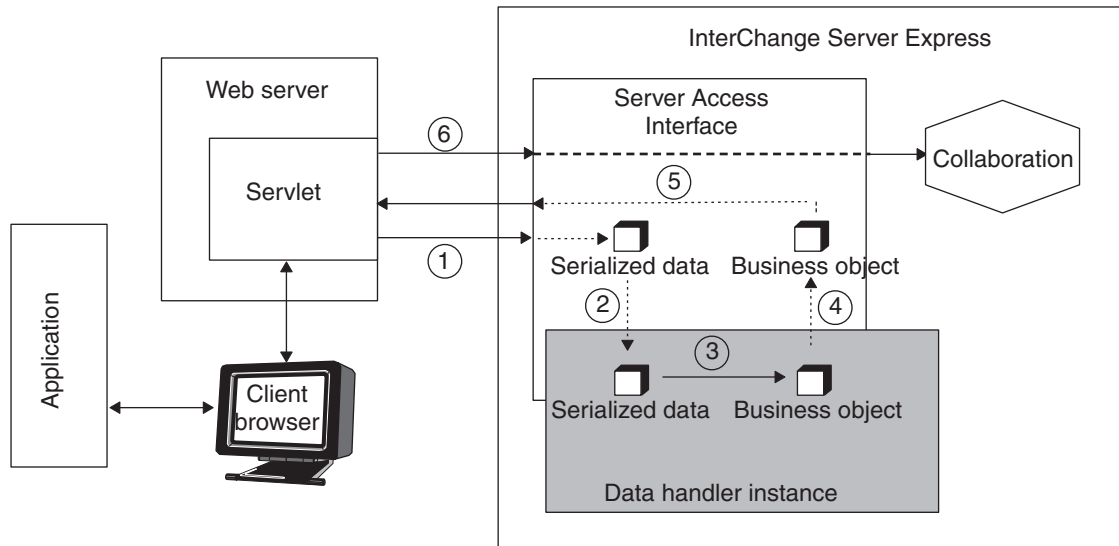 InterChange Server Express
Web server
Server Access
Interface
6
Collaboration
5
Servlet
1
Serialized data
Business object
2
4
3
Application
Client
browser
Serialized data
Business object
Data handler instance